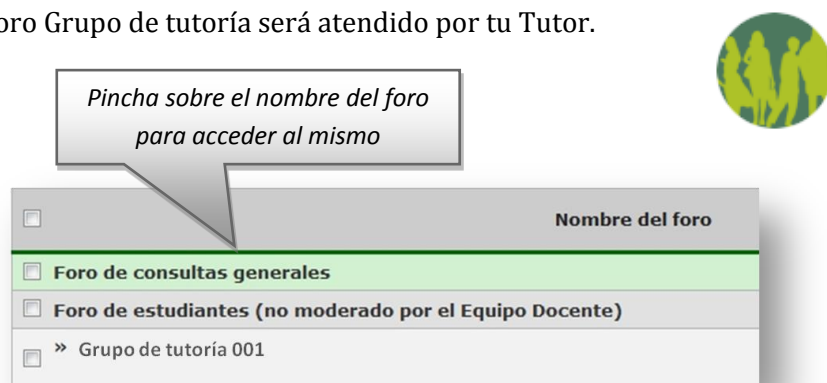 oro Grupo de tutoría será atendido por tu Tutor.
Pincha sobre el nombre del foro
para acceder al mismo
Nombre del foro
Foro de consultas generales
Foro de estudiantes (no moderado por el Equipo Docente)
» Grupo de tutoría 001